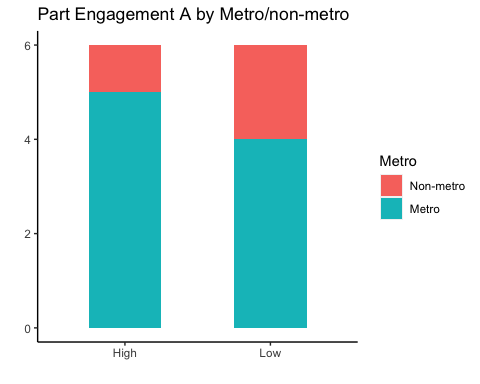 Part Engagement A by Metro/non-metro
6
4
2
0
High
Low
Metro
Non-metro
Metro